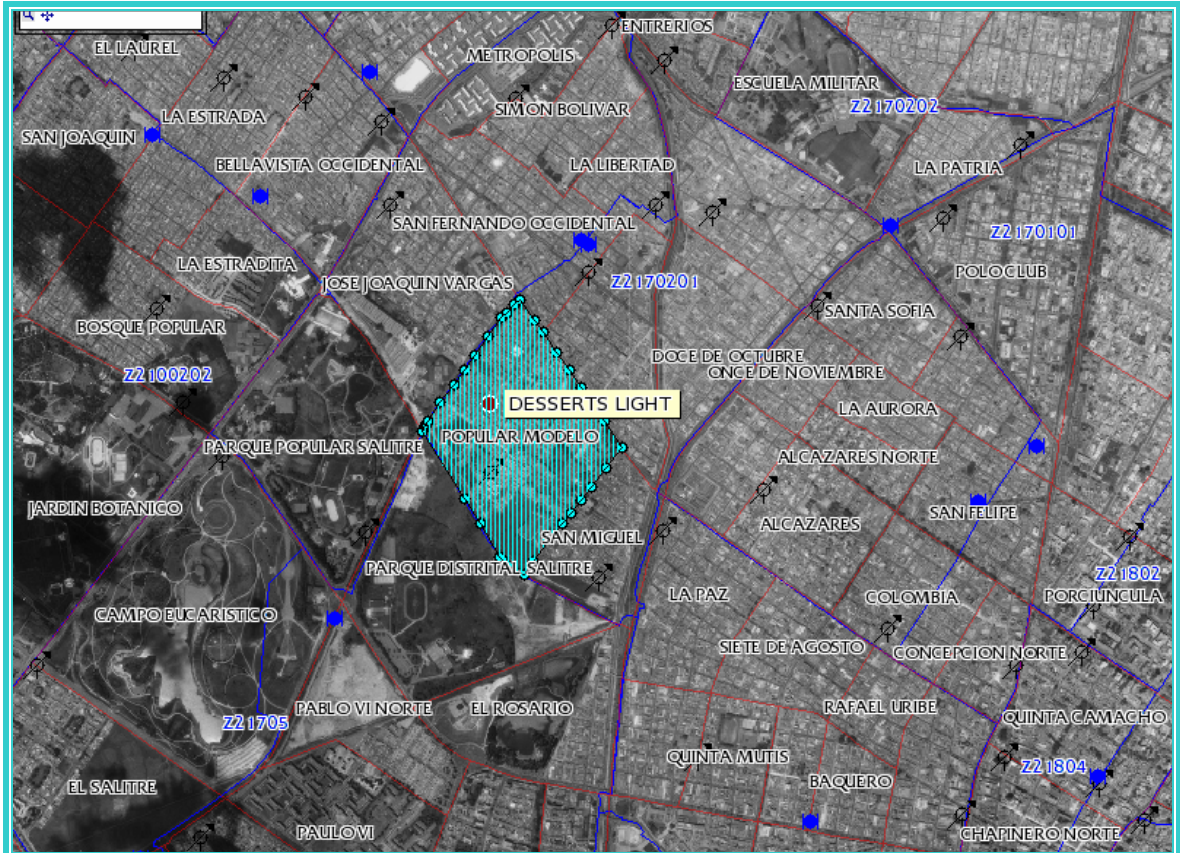 ENTRERIOS
EL LAUREL
METROPOLIS
ESCUELA MILITAR
Z2170202
SIMON BOLIVAR
LA ESTRADA
SAN JOAQUIN
BELLAVISTA OCCIDENTAL
LA LIBERTAD
LA PATRIA
SAN FERNANDO OCCIDENTAL
Z2170101
LA ESTRADITA
POLOCLUB
JOSE JOAQUIN VARGAS
Z2170201
SANTA SOFIA
BOSQUE POPULAR
DOCE DE OCTUBRE
ONCE DE NOVIEMBRE
Z2100202
DESSERTS LIGHT
LA AURORA
POPULAR MODELO
PARQUE POPULAR SALITRE
ALCAZARES NORTE
JARDIN BOTANICO
SAN FELIPE
ALCAZARES
SAN MIGUEL
PARQUE DISTRITAL SALITRE
Z21802
LA PAZ
COLOMBIA
PORCIUNCULA
CAMPO EUCARISTICO
SIETE DE AGOSTO
CONCEPCION NORTE
PABLO VI NORTE
EL ROSARIO
RAFAEL URIBE
QUINTA CAMACHO
Z21705
QUINTA MUTIS
Z21804
BAQUERO
EL SALITRE
PAULO VI
CHAPINERO NORTE